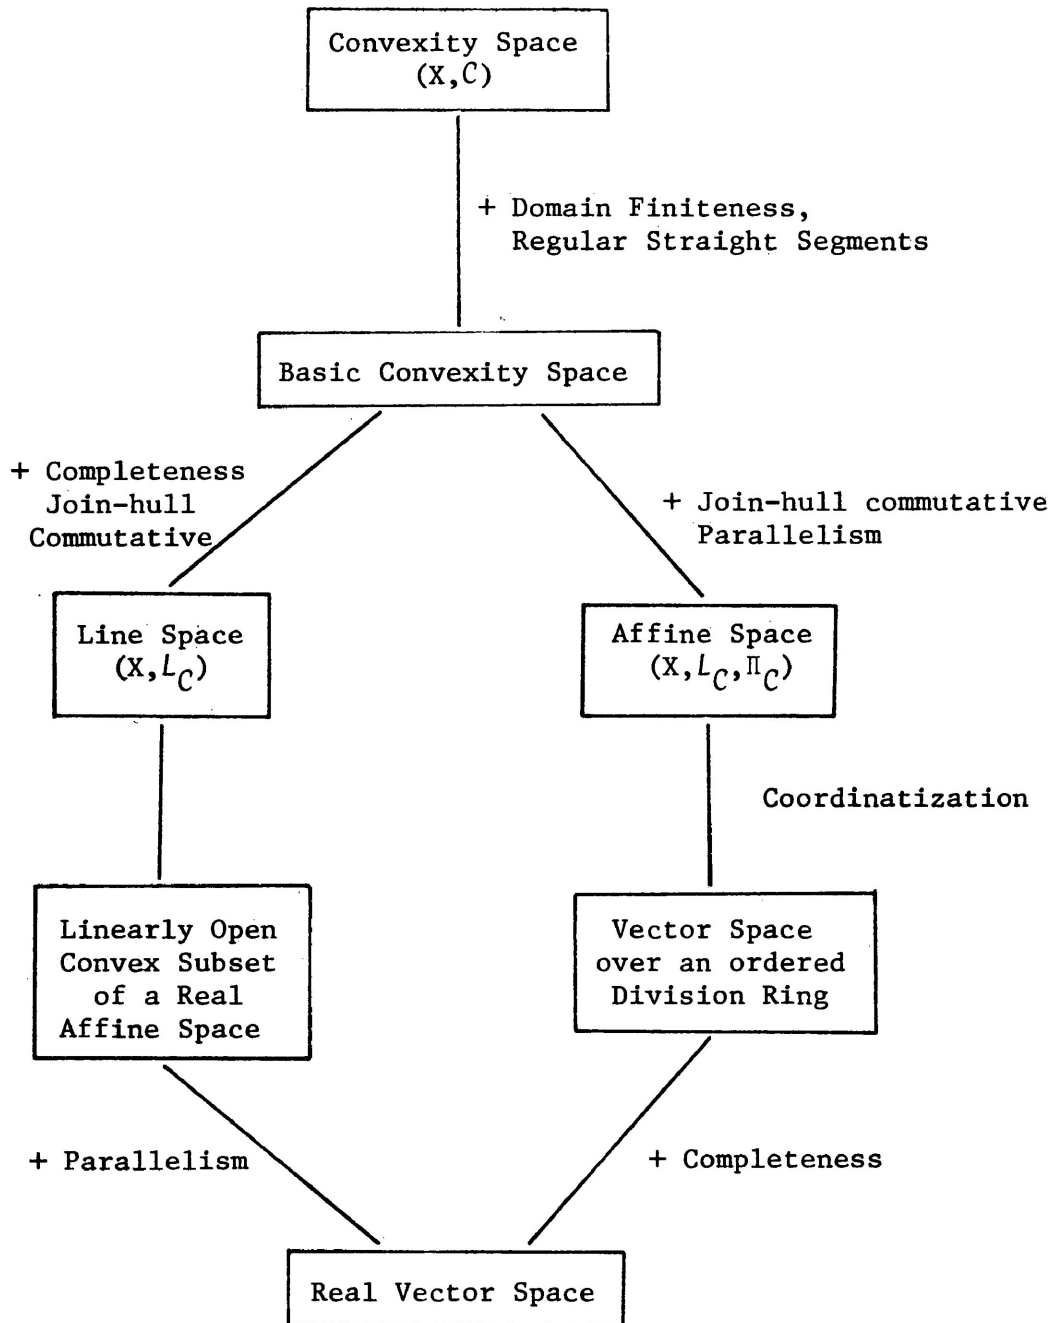 Convexity Space
(X,C)
+ Domain Finiteness,
Regular Straight Segments
Basic Convexity Space
+ Completeness
Join-hull
Commutative
+ Join-hull commutative
Parallelism
Line Space
(X,L_C)
Affine Space
(X,L_C,Π_C)
Coordinatization
Linearly Open
Convex Subset
of a Real
Affine Space
Vector Space
over an ordered
Division Ring
+ Parallelism
+ Completeness
Real Vector Space